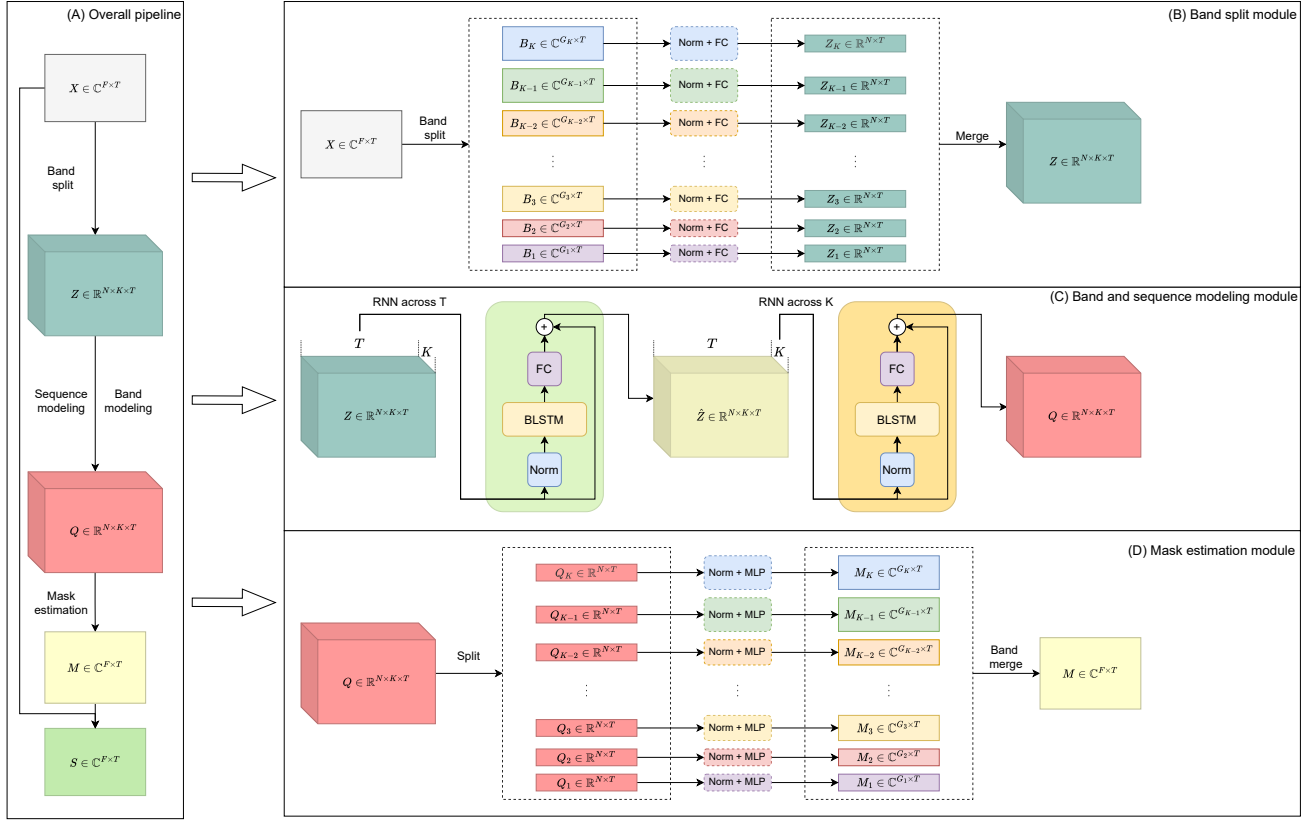 (A) Overall pipeline
X ∈ ℂ^{F×T}
Band
split
Z ∈ ℝ^{N×K×T}
Sequence
modeling
Band
modeling
Q ∈ ℝ^{N×K×T}
Mask
estimation
M ∈ ℂ^{F×T}
S ∈ ℂ^{F×T}
(B) Band split module
X ∈ ℂ^{F×T}
Band
split
B_K ∈ ℂ^{G_K×T} Norm + FC Z_K ∈ ℝ^{N×T}
B_{K−1} ∈ ℂ^{G_{K−1}×T} Norm + FC Z_{K−1} ∈ ℝ^{N×T}
B_{K−2} ∈ ℂ^{G_{K−2}×T} Norm + FC Z_{K−2} ∈ ℝ^{N×T}
⋮ ⋮ ⋮
B_3 ∈ ℂ^{G_3×T} Norm + FC Z_3 ∈ ℝ^{N×T}
B_2 ∈ ℂ^{G_2×T} Norm + FC Z_2 ∈ ℝ^{N×T}
B_1 ∈ ℂ^{G_1×T} Norm + FC Z_1 ∈ ℝ^{N×T}
Merge
Z ∈ ℝ^{N×K×T}
(C) Band and sequence modeling module
RNN across T
T
K
Z ∈ ℝ^{N×K×T}
+
FC
BLSTM
Norm
RNN across K
T
K
Ẑ ∈ ℝ^{N×K×T}
+
FC
BLSTM
Norm
Q ∈ ℝ^{N×K×T}
(D) Mask estimation module
Q ∈ ℝ^{N×K×T}
Split
Q_K ∈ ℝ^{N×T} Norm + MLP M_K ∈ ℂ^{G_K×T}
Q_{K−1} ∈ ℝ^{N×T} Norm + MLP M_{K−1} ∈ ℂ^{G_{K−1}×T}
Q_{K−2} ∈ ℝ^{N×T} Norm + MLP M_{K−2} ∈ ℂ^{G_{K−2}×T}
⋮ ⋮ ⋮
Q_3 ∈ ℝ^{N×T} Norm + MLP M_3 ∈ ℂ^{G_3×T}
Q_2 ∈ ℝ^{N×T} Norm + MLP M_2 ∈ ℂ^{G_2×T}
Q_1 ∈ ℝ^{N×T} Norm + MLP M_1 ∈ ℂ^{G_1×T}
Band
merge
M ∈ ℂ^{F×T}